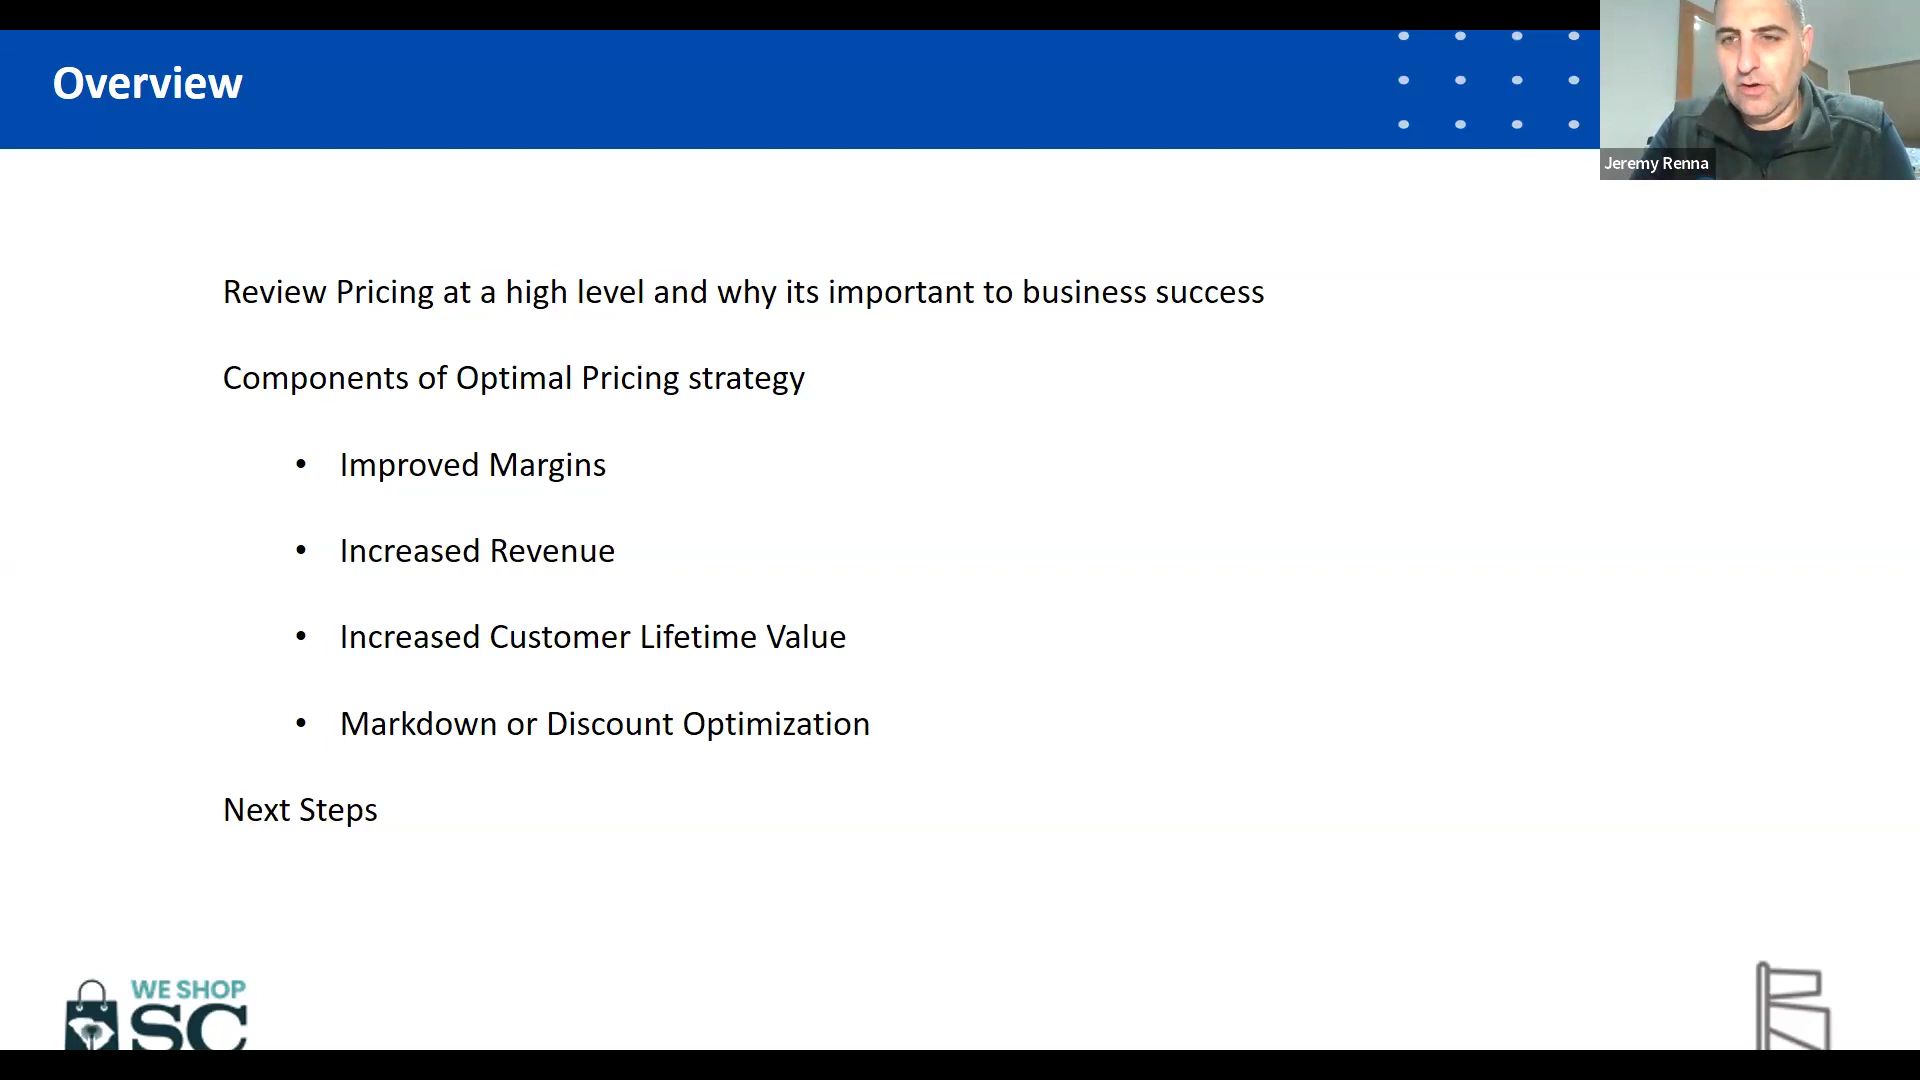 Overview
Jeremy Renna
Review Pricing at a high level and why its important to business success
Components of Optimal Pricing strategy
• Improved Margins
• Increased Revenue
• Increased Customer Lifetime Value
• Markdown or Discount Optimization
Next Steps
WE SHOP
SC